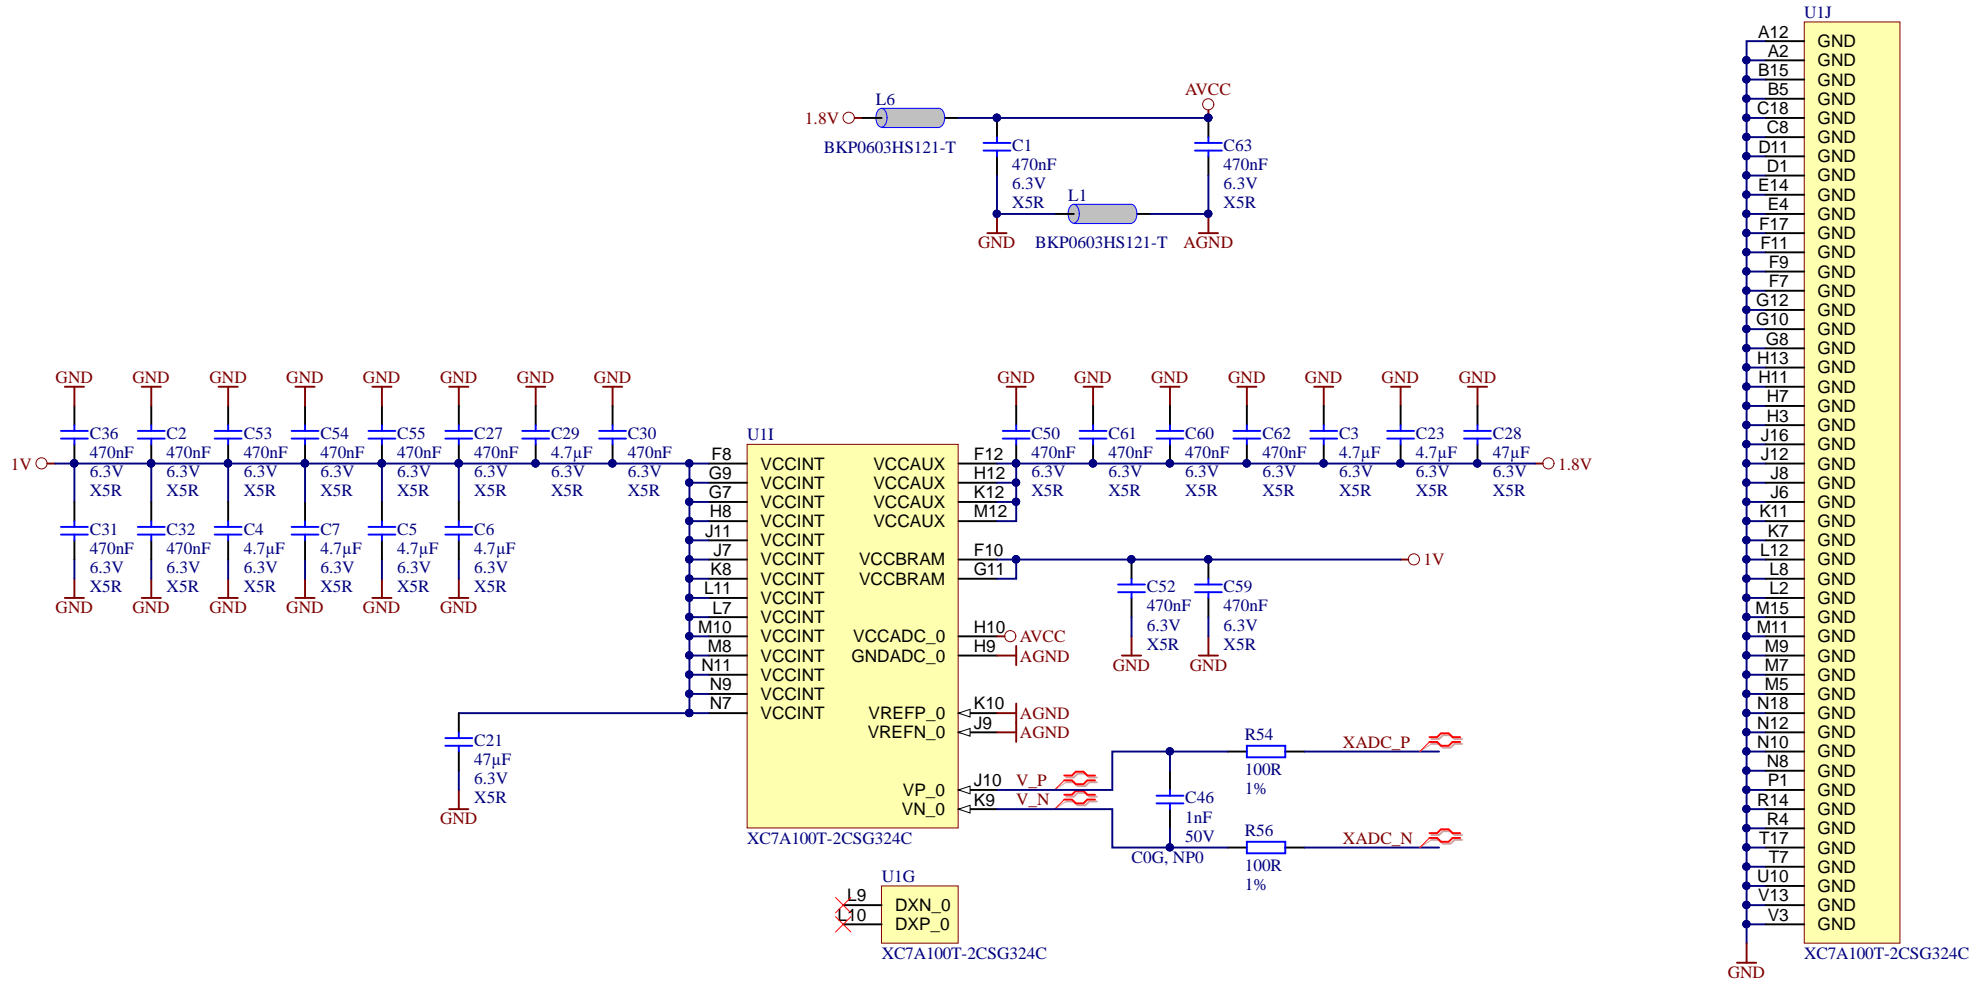 U1J
A12 GND
A2 GND
B15 GND
B5 GND
C18 GND
C8 GND
D11 GND
D1 GND
E14 GND
E4 GND
F17 GND
F11 GND
F9 GND
F7 GND
G12 GND
G10 GND
G8 GND
H13 GND
H11 GND
H7 GND
H3 GND
J16 GND
J12 GND
J8 GND
J6 GND
K11 GND
K7 GND
L12 GND
L8 GND
L2 GND
M15 GND
M11 GND
M9 GND
M7 GND
M5 GND
N18 GND
N12 GND
N10 GND
N8 GND
P1 GND
R14 GND
R4 GND
T17 GND
T7 GND
U10 GND
V13 GND
V3 GND
XC7A100T-2CSG324C
GND
AVCC
L6
1.8V
BKP0603HS121-T
C1
470nF
6.3V
X5R
C63
470nF
6.3V
X5R
L1
GND
BKP0603HS121-T
AGND
GND GND GND GND GND GND GND GND
1V
C36
470nF
6.3V
X5R
C2
470nF
6.3V
X5R
C53
470nF
6.3V
X5R
C54
470nF
6.3V
X5R
C55
470nF
6.3V
X5R
C27
470nF
6.3V
X5R
C29
4.7µF
6.3V
X5R
C30
470nF
6.3V
X5R
C31
470nF
6.3V
X5R
C32
470nF
6.3V
X5R
C4
4.7µF
6.3V
X5R
C7
4.7µF
6.3V
X5R
C5
4.7µF
6.3V
X5R
C6
4.7µF
6.3V
X5R
GND GND GND GND GND GND
C21
47µF
6.3V
X5R
GND
U1I
F8 VCCINT
G9 VCCINT
G7 VCCINT
H8 VCCINT
J11 VCCINT
J7 VCCINT
K8 VCCINT
L11 VCCINT
L7 VCCINT
M10 VCCINT
M8 VCCINT
N11 VCCINT
N9 VCCINT
N7 VCCINT
VCCAUX F12
VCCAUX H12
VCCAUX K12
VCCAUX M12
VCCBRAM F10
VCCBRAM G11
VCCADC_0 H10 AVCC
GNDADC_0 H9 AGND
VREFP_0 K10 AGND
VREFN_0 J9 AGND
VP_0 J10 V_P
VN_0 K9 V_N
XC7A100T-2CSG324C
GND GND GND GND GND GND GND
C50
470nF
6.3V
X5R
C61
470nF
6.3V
X5R
C60
470nF
6.3V
X5R
C62
470nF
6.3V
X5R
C3
4.7µF
6.3V
X5R
C23
4.7µF
6.3V
X5R
C28
47µF
6.3V
X5R
1.8V
1V
C52
470nF
6.3V
X5R
GND
C59
470nF
6.3V
X5R
GND
C46
1nF
50V
C0G, NP0
R54
100R
1%
XADC_P
R56
100R
1%
XADC_N
U1G
L9 DXN_0
L10 DXP_0
XC7A100T-2CSG324C